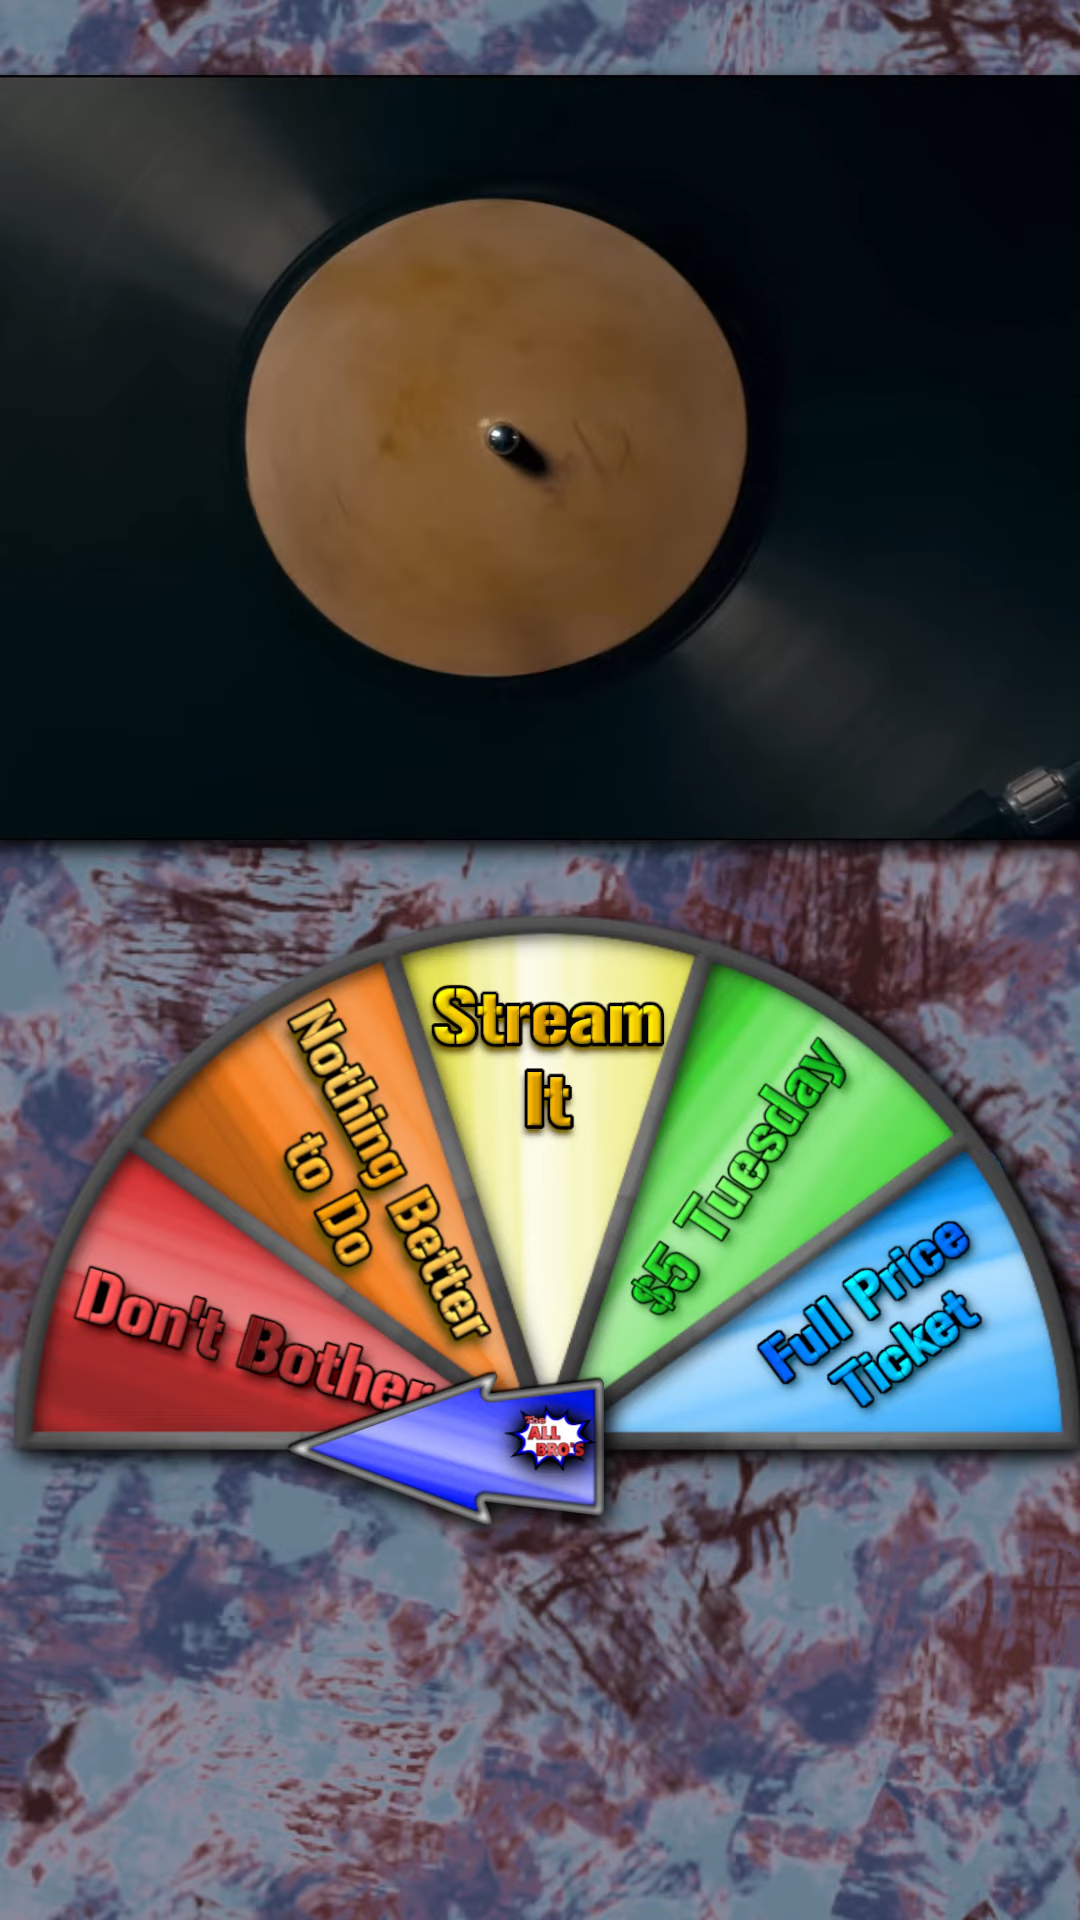 Stream
It
Nothing Better
to Do
$5 Tuesday
Don't Bother
Full Price
Ticket
The
ALL
BRO'S